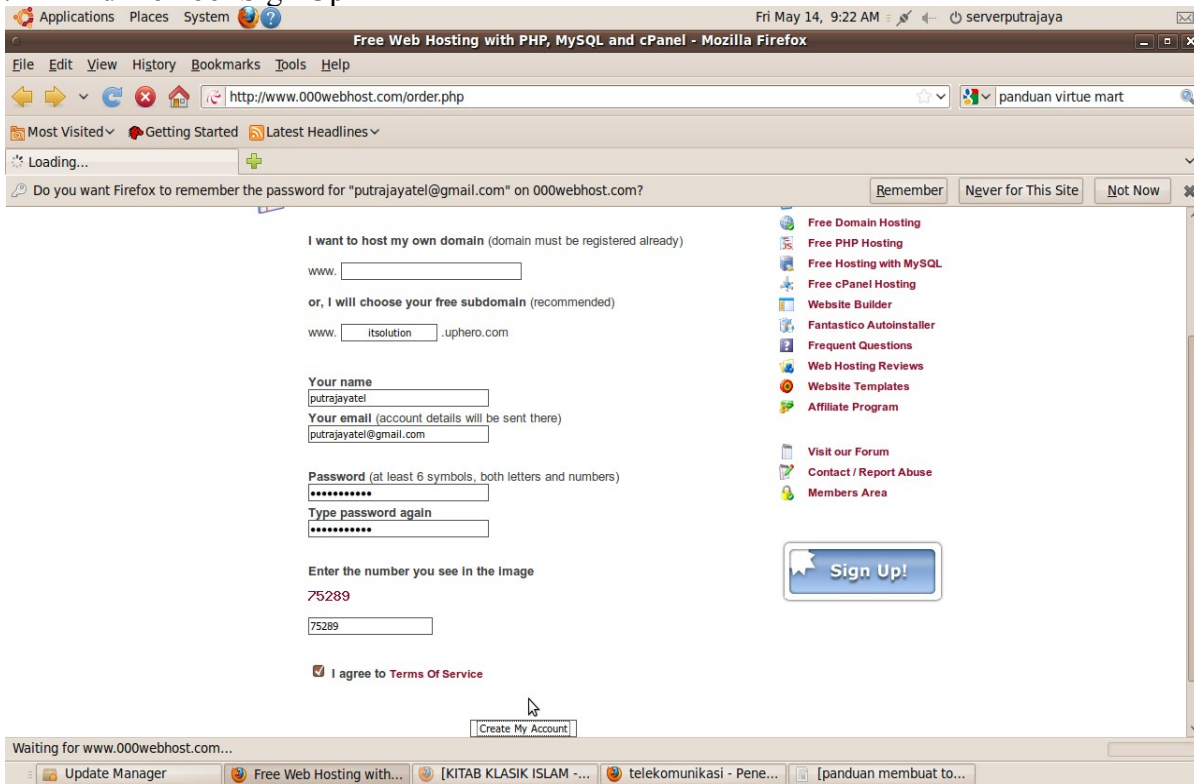 Applications Places System Fri May 14, 9:22 AM serverputrajaya
Free Web Hosting with PHP, MySQL and cPanel - Mozilla Firefox
File Edit View History Bookmarks Tools Help
http://www.000webhost.com/order.php panduan virtue mart
Most Visited Getting Started Latest Headlines
Loading...
Do you want Firefox to remember the password for "putrajayatel@gmail.com" on 000webhost.com? Remember Never for This Site Not Now
I want to host my own domain (domain must be registered already)
www.
or, I will choose your free subdomain (recommended)
www. itsolution .uphero.com
Your name
putrajayatel
Your email (account details will be sent there)
putrajayatel@gmail.com
Password (at least 6 symbols, both letters and numbers)
•••••••••••
Type password again
•••••••••••
Enter the number you see in the image
75289
75289
I agree to Terms Of Service
Create My Account
Free Domain Hosting
Free PHP Hosting
Free Hosting with MySQL
Free cPanel Hosting
Website Builder
Fantastico Autoinstaller
Frequent Questions
Web Hosting Reviews
Website Templates
Affiliate Program
Visit our Forum
Contact / Report Abuse
Members Area
Sign Up!
Waiting for www.000webhost.com...
Update Manager Free Web Hosting with... [KITAB KLASIK ISLAM -... telekomunikasi - Pene... [panduan membuat to...